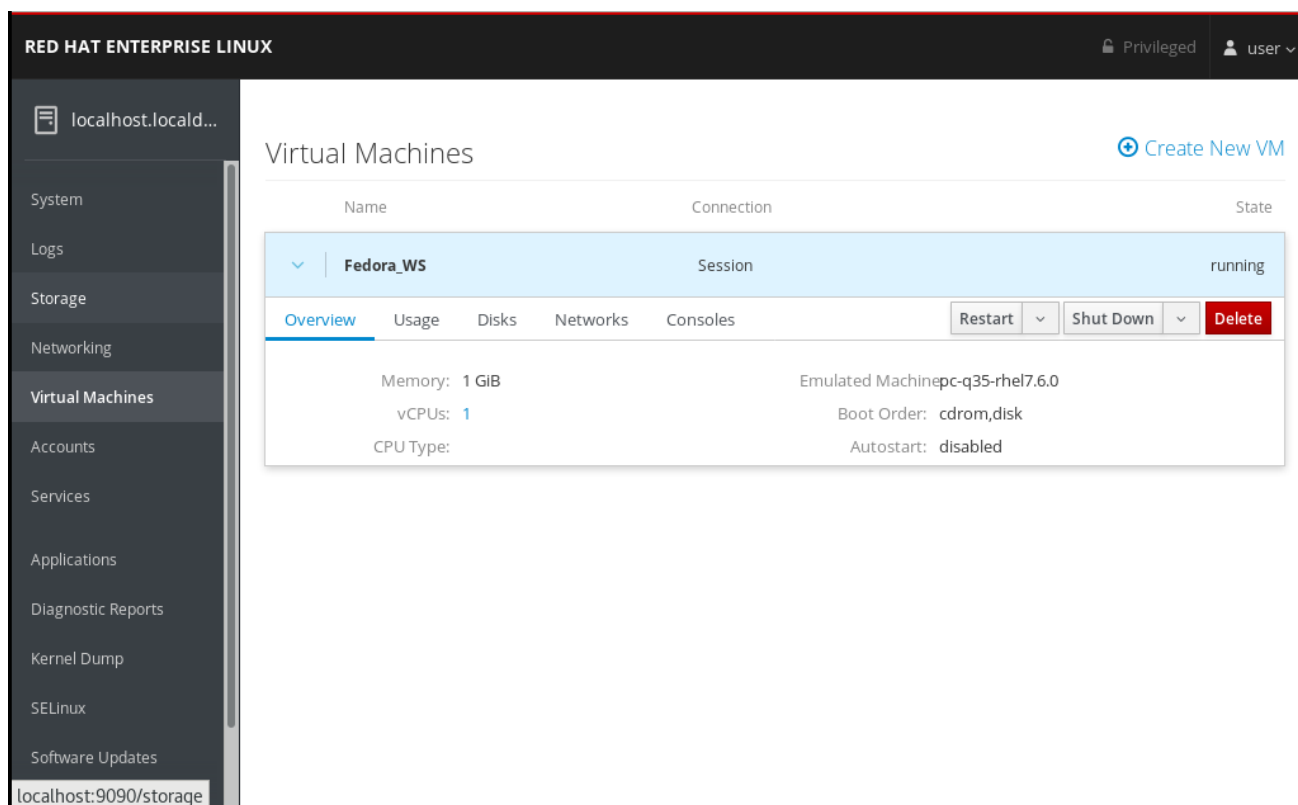 RED HAT ENTERPRISE LINUX
Privileged
user
localhost.locald...
System
Logs
Storage
Networking
Virtual Machines
Accounts
Services
Applications
Diagnostic Reports
Kernel Dump
SELinux
Software Updates
localhost:9090/storage
Virtual Machines
Create New VM
Name Connection State
Fedora_WS Session running
Overview Usage Disks Networks Consoles Restart Shut Down Delete
Memory: 1 GiB Emulated Machinepc-q35-rhel7.6.0
vCPUs: 1 Boot Order: cdrom,disk
CPU Type: Autostart: disabled